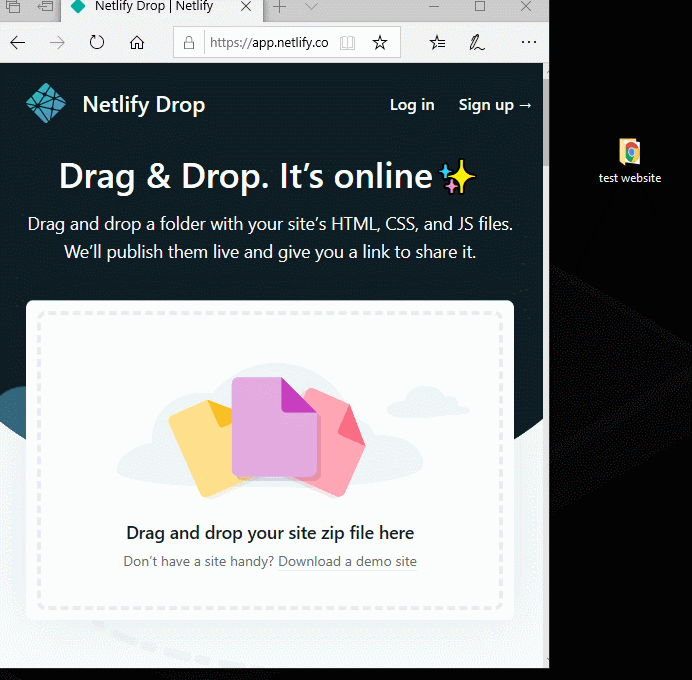 Netlify Drop | Netlify
https://app.netlify.co
Netlify Drop
Log in
Sign up →
Drag & Drop. It’s online✨
Drag and drop a folder with your site’s HTML, CSS, and JS files.
We’ll publish them live and give you a link to share it.
Drag and drop your site zip file here
Don’t have a site handy? Download a demo site
test website